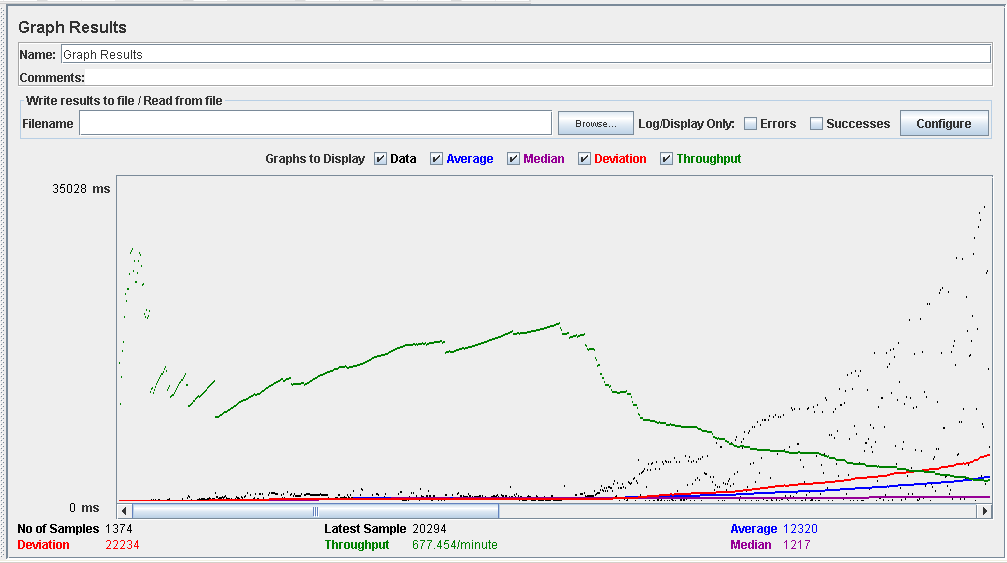 Graph Results
Name: Graph Results
Comments:
Write results to file / Read from file
Filename Browse... Log/Display Only: Errors Successes Configure
Graphs to Display Data Average Median Deviation Throughput
35028 ms
0 ms
No of Samples 1374 Latest Sample 20294 Average 12320
Deviation 22234 Throughput 677.454/minute Median 1217